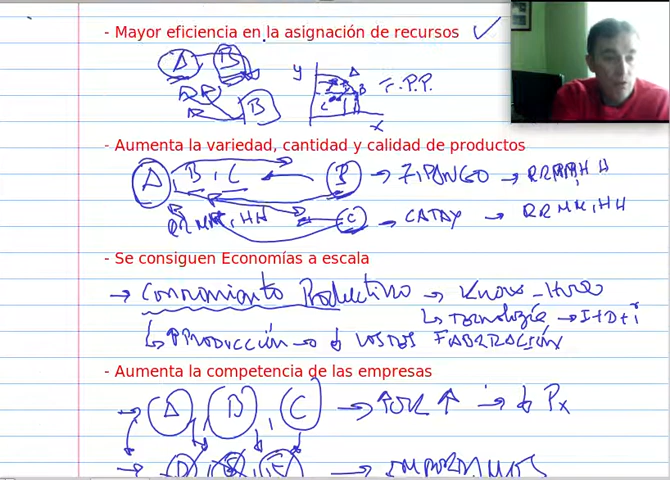 - Mayor eficiencia en la asignación de recursos
A B
y A F.P.P.
B B
C
x
- Aumenta la variedad, cantidad y calidad de productos
A, B, C B → ZIPANGO → RRMM, HH
RRMM, HH C → CATAY → RRMM, HH
- Se consiguen Economías a escala
→ Conocimiento Productivo → Know-How
↳ TECNOLOGÍA → I+D+i
↳ ↑ PRODUCCIÓN → ↓ COSTES FABRICACIÓN
- Aumenta la competencia de las empresas
→ A, B, C → ↑ → ↓ Px
→ D, E, F →